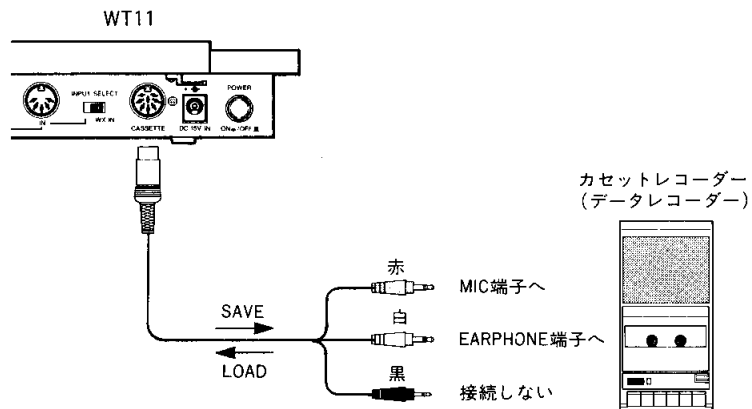 WT11
INPUT SELECT
POWER
IN
WX IN
CASSETTE
DC 15V IN
ON/OFF
カセットレコーダー
(データレコーダー)
赤
MIC端子へ
SAVE
白
EARPHONE端子へ
LOAD
黒
接続しない